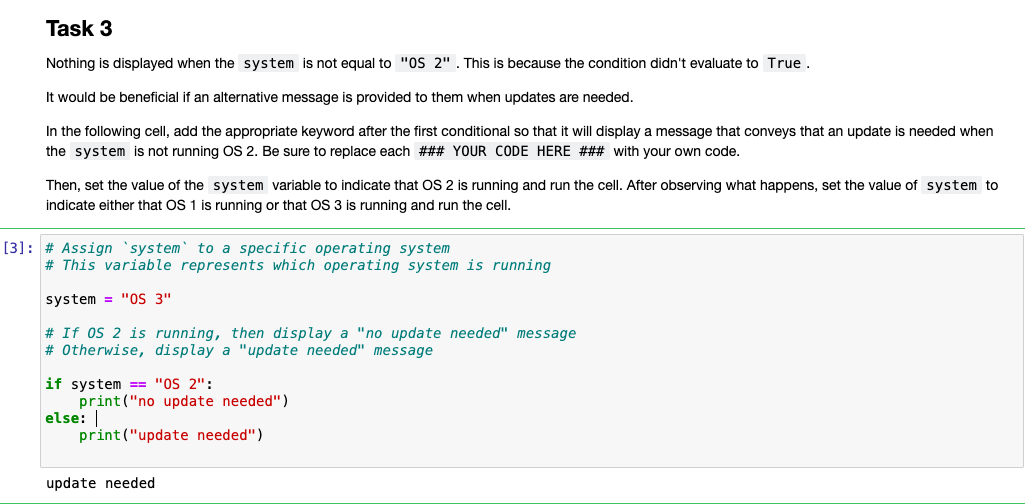 Task 3
Nothing is displayed when the system is not equal to "OS 2" . This is because the condition didn't evaluate to True .
It would be beneficial if an alternative message is provided to them when updates are needed.
In the following cell, add the appropriate keyword after the first conditional so that it will display a message that conveys that an update is needed when
the system is not running OS 2. Be sure to replace each ### YOUR CODE HERE ### with your own code.
Then, set the value of the system variable to indicate that OS 2 is running and run the cell. After observing what happens, set the value of system to
indicate either that OS 1 is running or that OS 3 is running and run the cell.
[3]: # Assign `system` to a specific operating system
# This variable represents which operating system is running
system = "OS 3"
# If OS 2 is running, then display a "no update needed" message
# Otherwise, display a "update needed" message
if system == "OS 2":
    print("no update needed")
else:
    print("update needed")
update needed